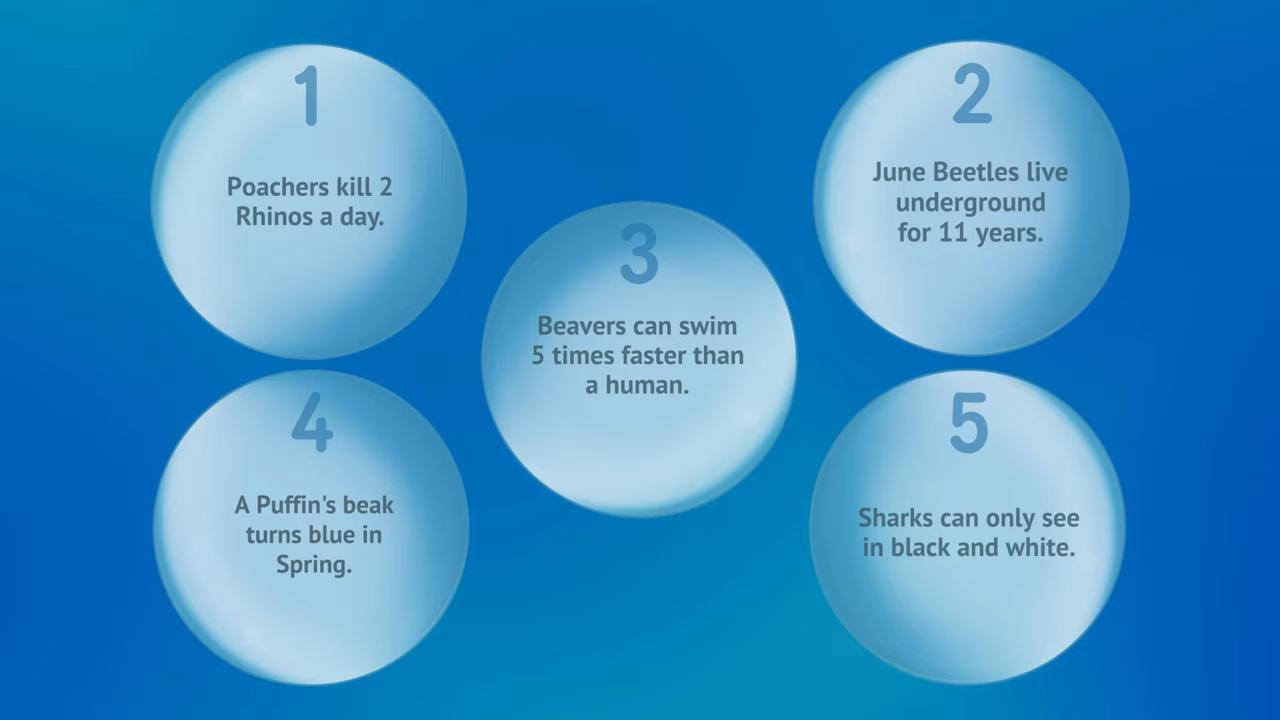 1
Poachers kill 2
Rhinos a day.
2
June Beetles live
underground
for 11 years.
3
Beavers can swim
5 times faster than
a human.
4
A Puffin's beak
turns blue in
Spring.
5
Sharks can only see
in black and white.